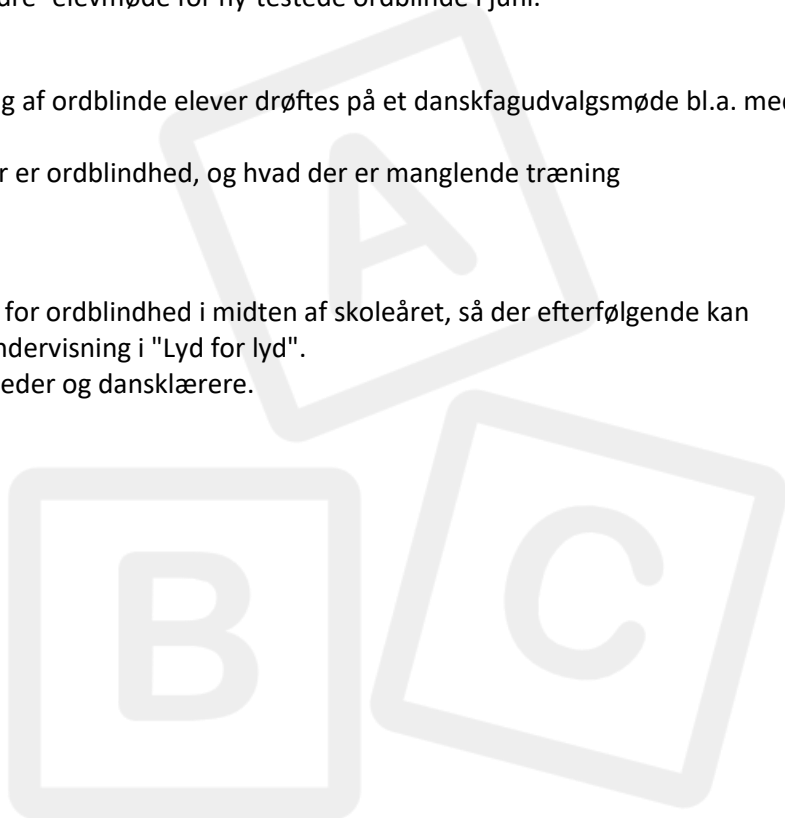 elevmøde for ny-testede ordblinde i juni.
g af ordblinde elever drøftes på et danskfagudvalgsmøde bl.a. med
r er ordblindhed, og hvad der er manglende træning
for ordblindhed i midten af skoleåret, så der efterfølgende kan
ndervisning i "Lyd for lyd".
eder og dansklærere.
A
B
C